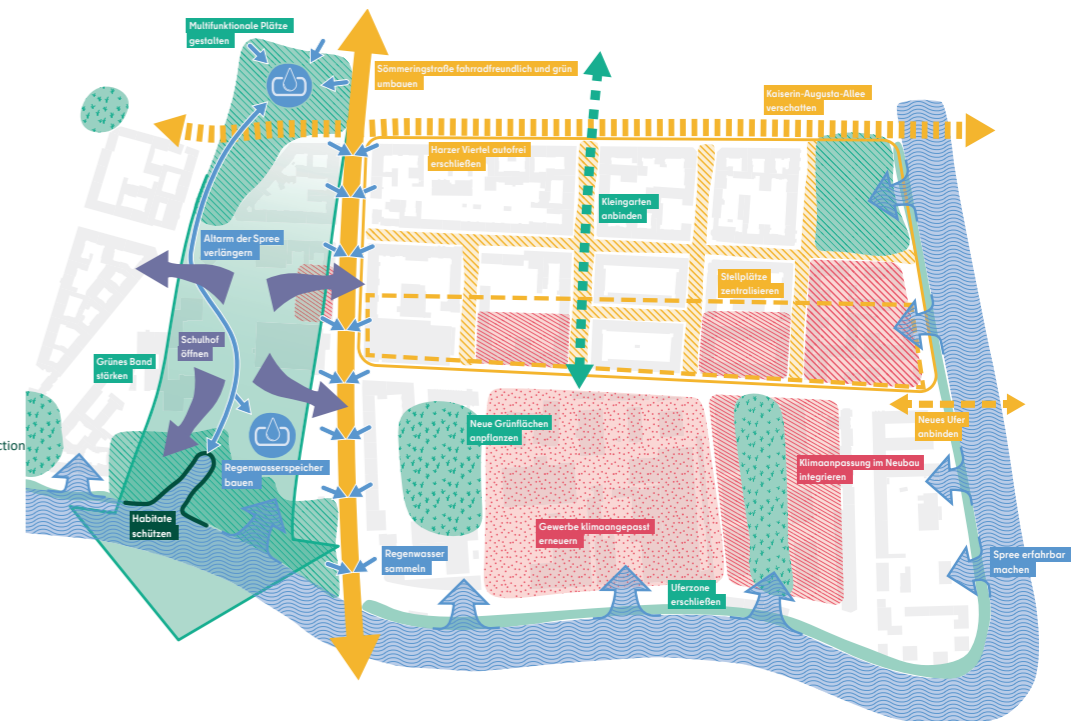 Multifunktionale Plätze
gestalten
Sömmeringstraße fahrradfreundlich und grün
umbauen
Kaiserin-Augusta-Allee
verschatten
Harzer Viertel autofrei
erschließen
Kleingarten
anbinden
Altarm der Spree
verlängern
Stellplätze
zentralisieren
Schulhof
öffnen
Grünes Band
stärken
Neue Grünflächen
anpflanzen
Neues Ufer
anbinden
ction
Regenwasserspeicher
bauen
Klimaanpassung im Neubau
integrieren
Habitate
schützen
Gewerbe klimaangepasst
erneuern
Regenwasser
sammeln
Spree erfahrbar
machen
Uferzone
erschließen